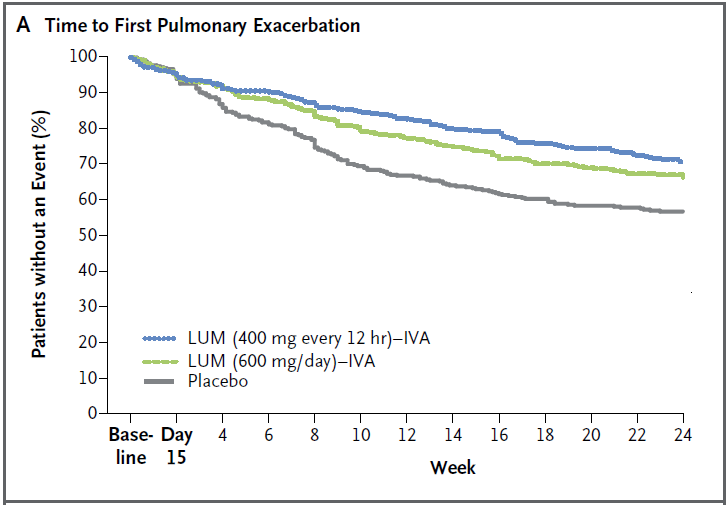 A Time to First Pulmonary Exacerbation
Patients without an Event (%)
100
90
80
70
60
50
40
30
20
10
0
LUM (400 mg every 12 hr)–IVA
LUM (600 mg/day)–IVA
Placebo
Base- Day 4 6 8 10 12 14 16 18 20 22 24
line 15
Week